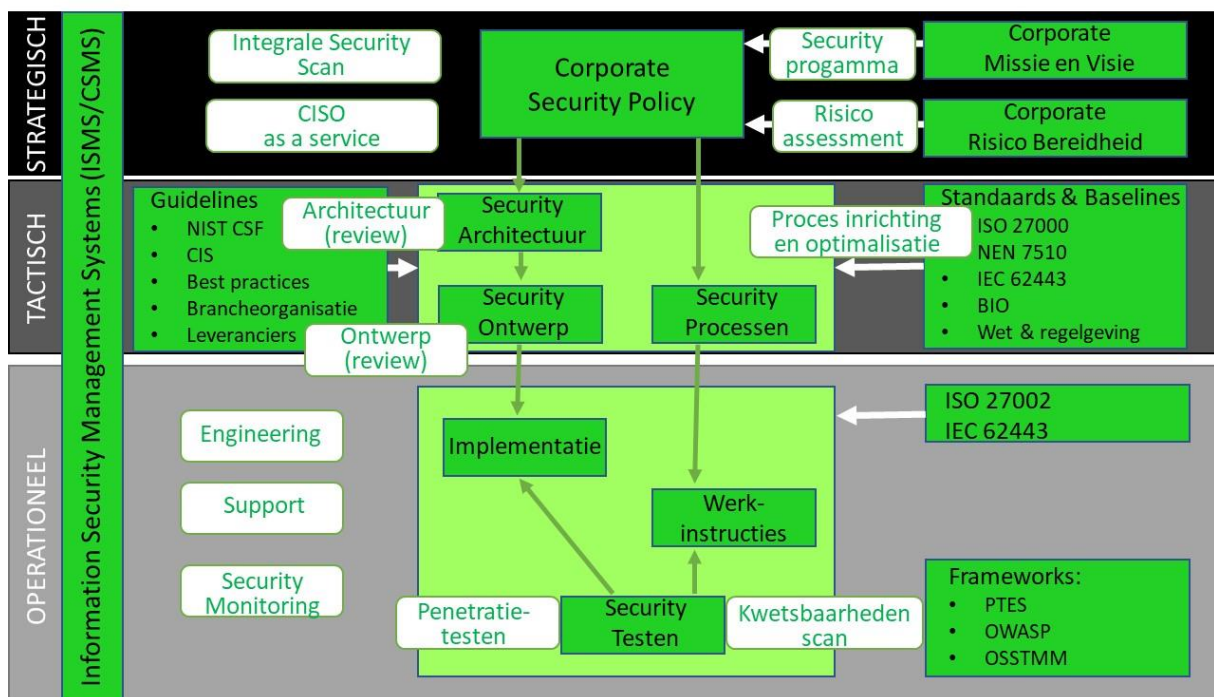 STRATEGISCH
Information Security Management Systems (ISMS/CSMS)
Integrale Security
Scan
CISO
as a service
Corporate
Security Policy
Security
progamma
Risico
assessment
Corporate
Missie en Visie
Corporate
Risico Bereidheid
TACTISCH
Guidelines
• NIST CSF
• CIS
• Best practices
• Brancheorganisatie
• Leveranciers
Architectuur
(review)
Ontwerp
(review)
Security
Architectuur
Security
Ontwerp
Security
Processen
Proces inrichting
en optimalisatie
Standaards & Baselines
ISO 27000
NEN 7510
• IEC 62443
• BIO
• Wet & regelgeving
OPERATIONEEL
Engineering
Support
Security
Monitoring
Implementatie
Werk-
instructies
Penetratie-
testen
Security
Testen
Kwetsbaarheden
scan
ISO 27002
IEC 62443
Frameworks:
• PTES
• OWASP
• OSSTMM